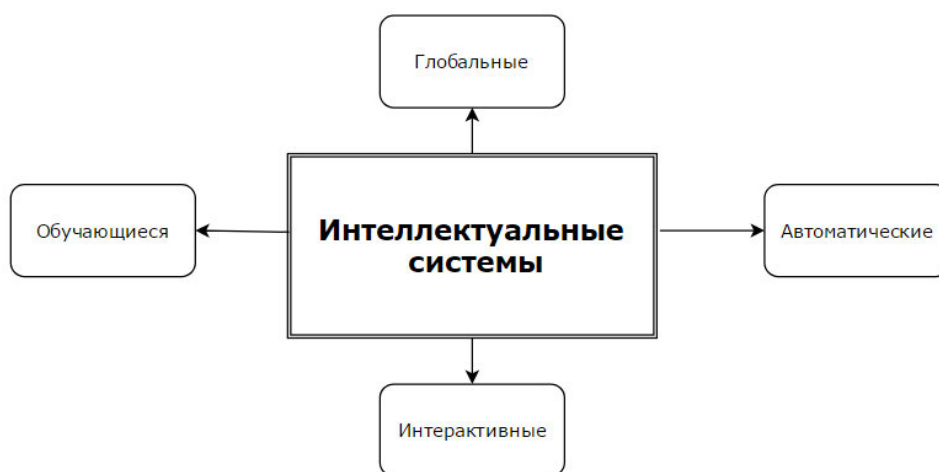 Глобальные
Обучающиеся
Интеллектуальные
системы
Автоматические
Интерактивные